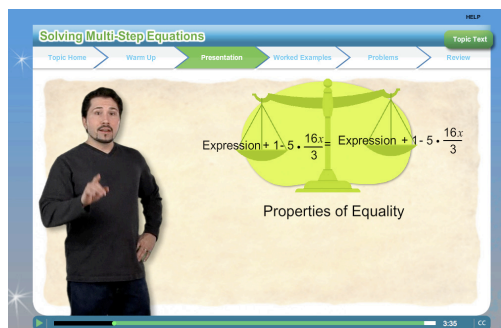 HELP
Solving Multi-Step Equations
Topic Text
Topic Home Warm Up Presentation Worked Examples Problems Review
Expression + 1 - 5 • 16x/3 = Expression + 1 - 5 • 16x/3
Properties of Equality
3:35 CC